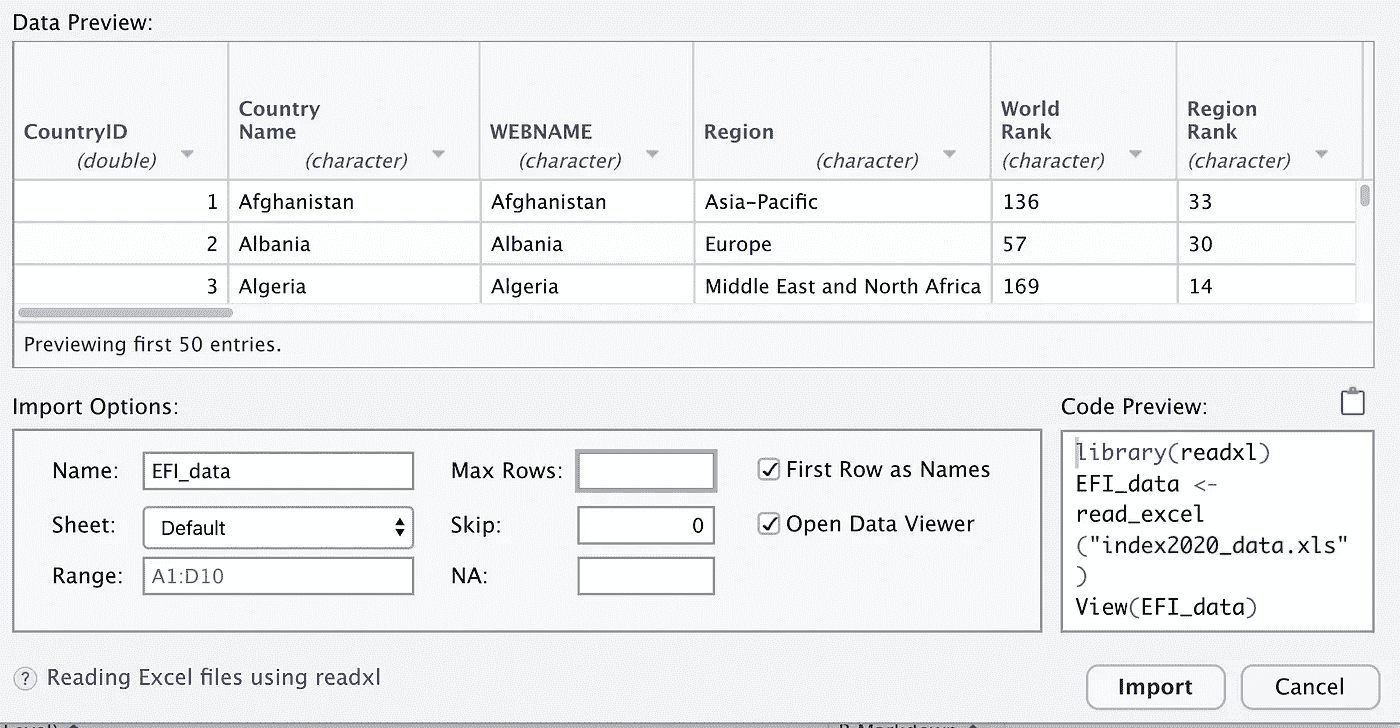 Data Preview:
CountryID
(double)
Country
Name
(character)
WEBNAME
(character)
Region
(character)
World
Rank
(character)
Region
Rank
(character)
1 Afghanistan Afghanistan Asia-Pacific 136 33
2 Albania Albania Europe 57 30
3 Algeria Algeria Middle East and North Africa 169 14
Previewing first 50 entries.
Import Options:
Name: EFI_data
Max Rows:
First Row as Names
Sheet: Default
Skip: 0
Open Data Viewer
Range: A1:D10
NA:
Code Preview:
library(readxl)
EFI_data <-
read_excel
("index2020_data.xls"
)
View(EFI_data)
? Reading Excel files using readxl
Import
Cancel